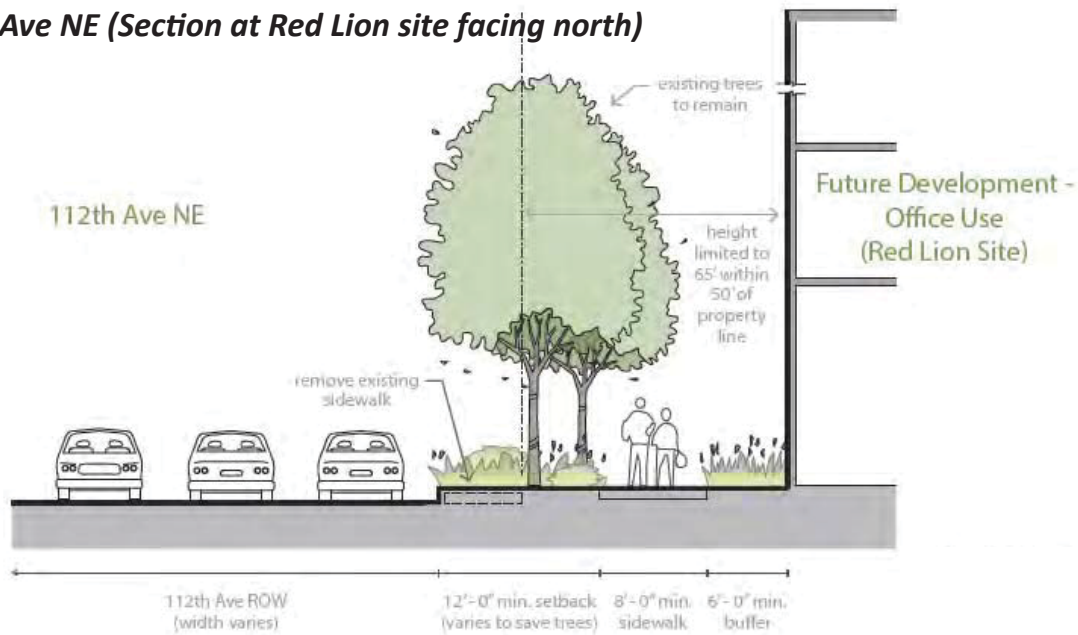 Ave NE (Section at Red Lion site facing north)
existing trees
to remain
112th Ave NE
Future Development -
Office Use
(Red Lion Site)
height
limited to
65' within
50' of
property
line
remove existing
sidewalk
112th Ave ROW
(width varies)
12'- 0" min. setback
(varies to save trees)
8'- 0" min.
sidewalk
6'- 0" min.
buffer